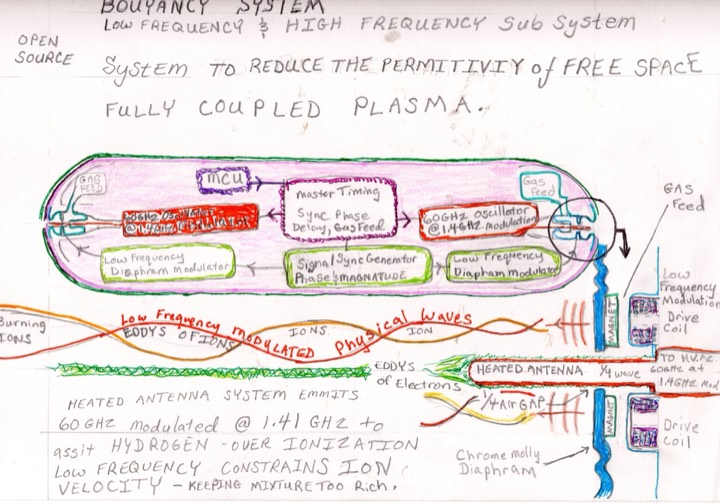 BOUYANCY SYSTEM
LOW FREQUENCY & HIGH FREQUENCY Sub System
OPEN
SOURCE
System TO REDUCE THE PERMITIVITY of FREE SPACE
FULLY COUPLED PLASMA.
GAS
FEED
MCU
Master Timing
Sync Phase
Delay, Gas Feed
Gas
Feed
60GHZ Oscillator
60GHZ Oscillator
@1.4GHZ modulation
Low Frequency
Diaphram Modulator
Signal/Sync Generator
Phase & MAGNATURE
Low Frequency
Diaphram Modulator
GAS
Feed
Low
Frequency
Modulation
Drive
Coil
MAGNET
Burning
IONS
Low Frequency MODULATED Physical Waves
EDDYS OF IONS
IONS
ION
EDDYS
of Electrons
HEATED ANTENNA 1/4 wave
TO H.V.AC
60GHZ at
1.4GHZ Mod
1/4 Air GAP
MAGNET
Drive
Coil
Chrome molly
Diaphram
HEATED ANTENNA SYSTEM EMMITS
60 GHZ modulated @ 1.41 GHZ to
assit HYDROGEN - OVER IONIZATION
LOW FREQUENCY CONSTRAINS ION
VELOCITY - KEEPING MIXTURE TOO RICH.